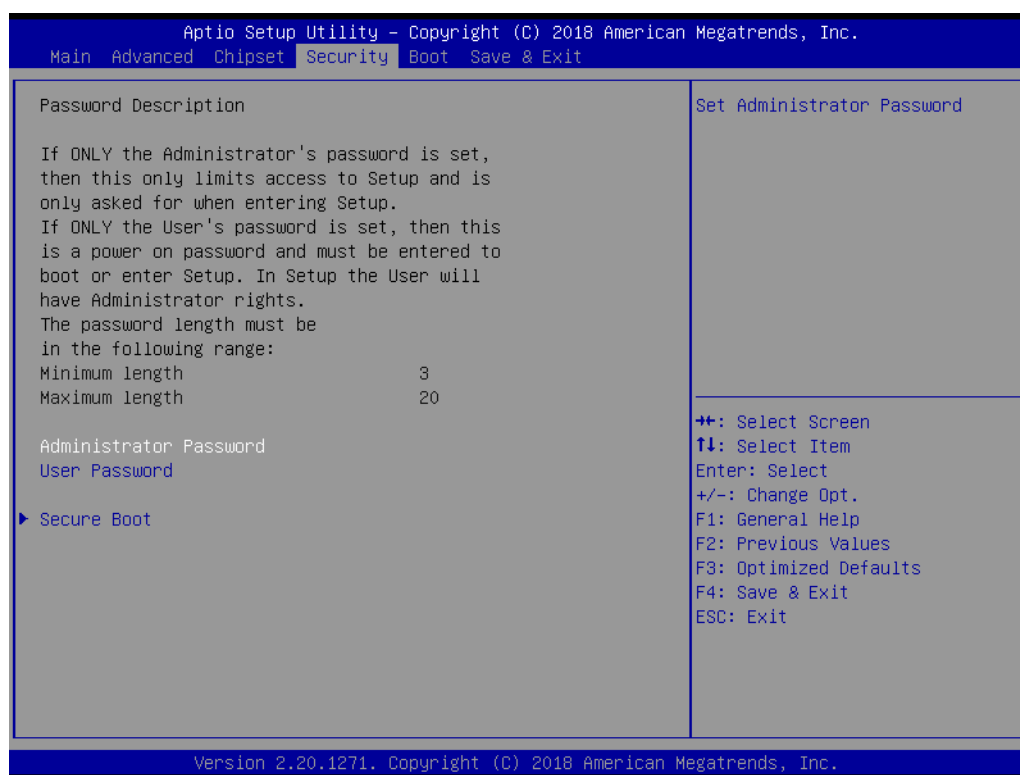 Aptio Setup Utility – Copyright (C) 2018 American Megatrends, Inc.
Main Advanced Chipset Security Boot Save & Exit
Password Description
If ONLY the Administrator's password is set,
then this only limits access to Setup and is
only asked for when entering Setup.
If ONLY the User's password is set, then this
is a power on password and must be entered to
boot or enter Setup. In Setup the User will
have Administrator rights.
The password length must be
in the following range:
Minimum length 3
Maximum length 20
Administrator Password
User Password
Secure Boot
Set Administrator Password
→←: Select Screen
↑↓: Select Item
Enter: Select
+/-: Change Opt.
F1: General Help
F2: Previous Values
F3: Optimized Defaults
F4: Save & Exit
ESC: Exit
Version 2.20.1271. Copyright (C) 2018 American Megatrends, Inc.